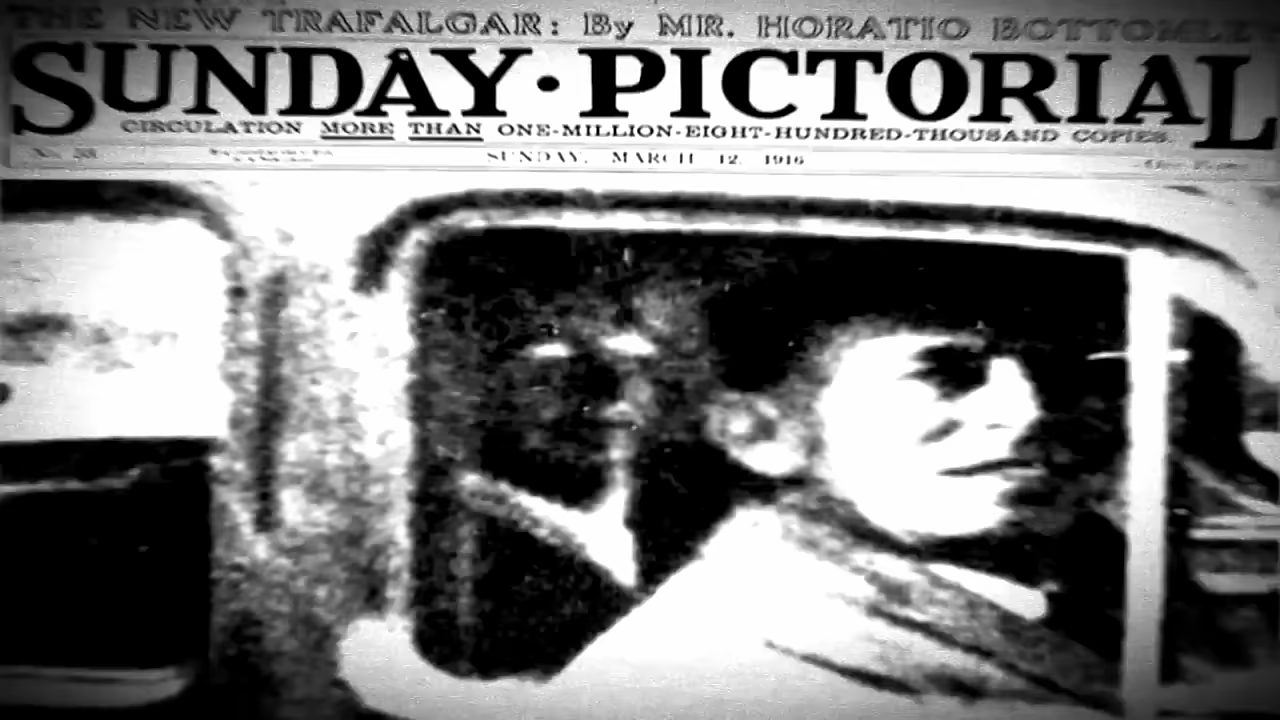 THE NEW TRAFALGAR: By MR. HORATIO BOTTOMLEY
SUNDAY·PICTORIAL
CIRCULATION MORE THAN ONE-MILLION-EIGHT-HUNDRED-THOUSAND COPIES.
SUNDAY, MARCH 12, 1916